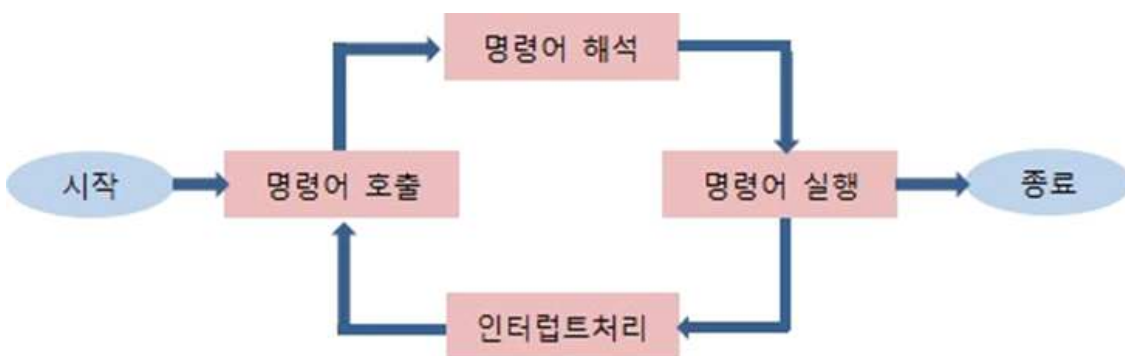 명령어 해석
시작
명령어 호출
명령어 실행
종료
인터럽트처리